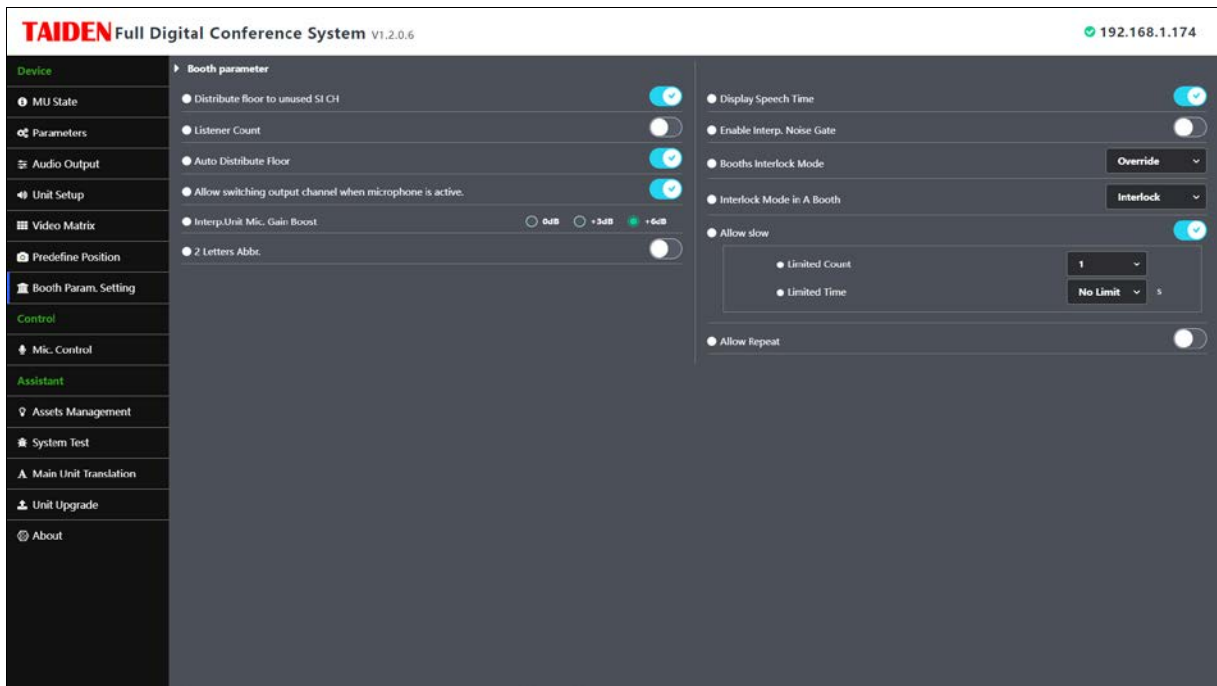 TAIDEN Full Digital Conference System V1.2.0.6
192.168.1.174
Device
MU State
Parameters
Audio Output
Unit Setup
Video Matrix
Predefine Position
Booth Param. Setting
Control
Mic. Control
Assistant
Assets Management
System Test
Main Unit Translation
Unit Upgrade
About
Booth parameter
Distribute floor to unused SI CH
Listener Count
Auto Distribute Floor
Allow switching output channel when microphone is active.
Interp.Unit Mic. Gain Boost 0dB +3dB +6dB
2 Letters Abbr.
Display Speech Time
Enable Interp. Noise Gate
Booths Interlock Mode Override
Interlock Mode in A Booth Interlock
Allow slow
Limited Count 1
Limited Time No Limit s
Allow Repeat